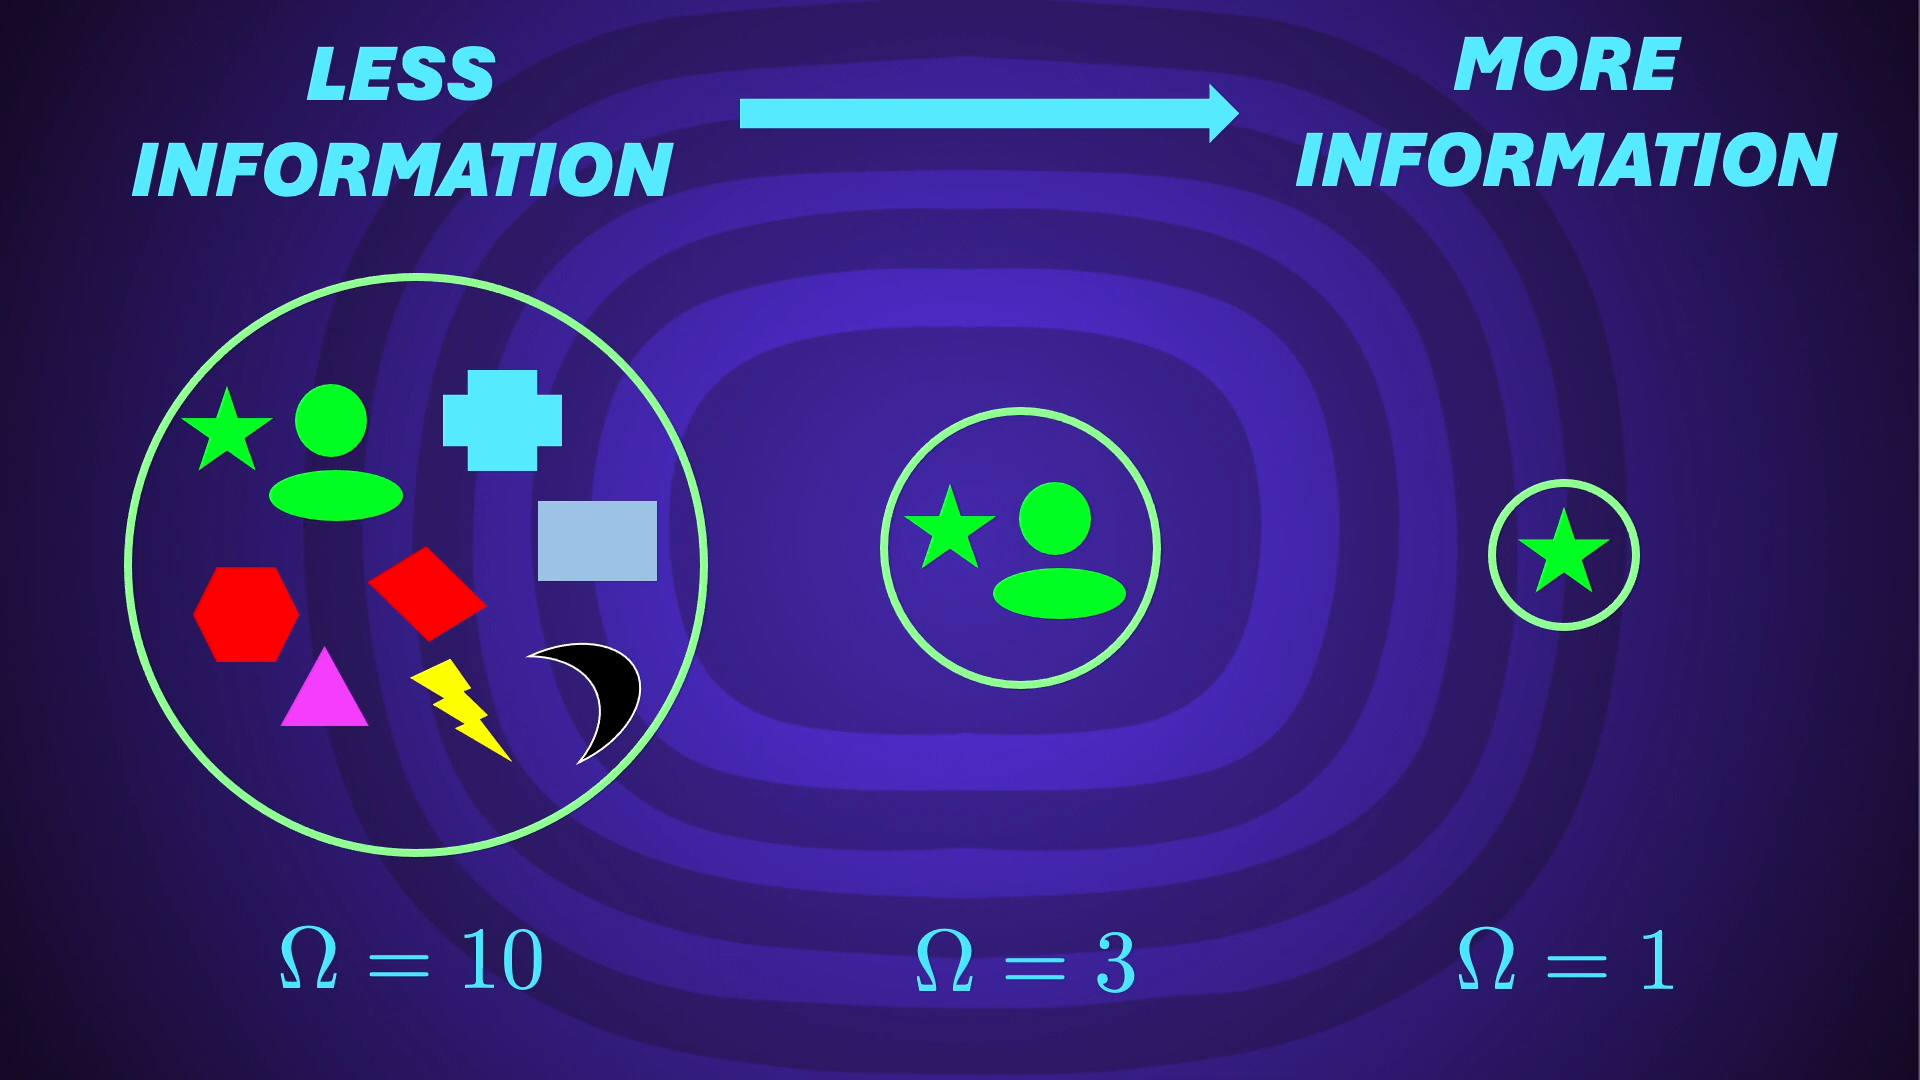 LESS
INFORMATION
MORE
INFORMATION
Ω = 10
Ω = 3
Ω = 1